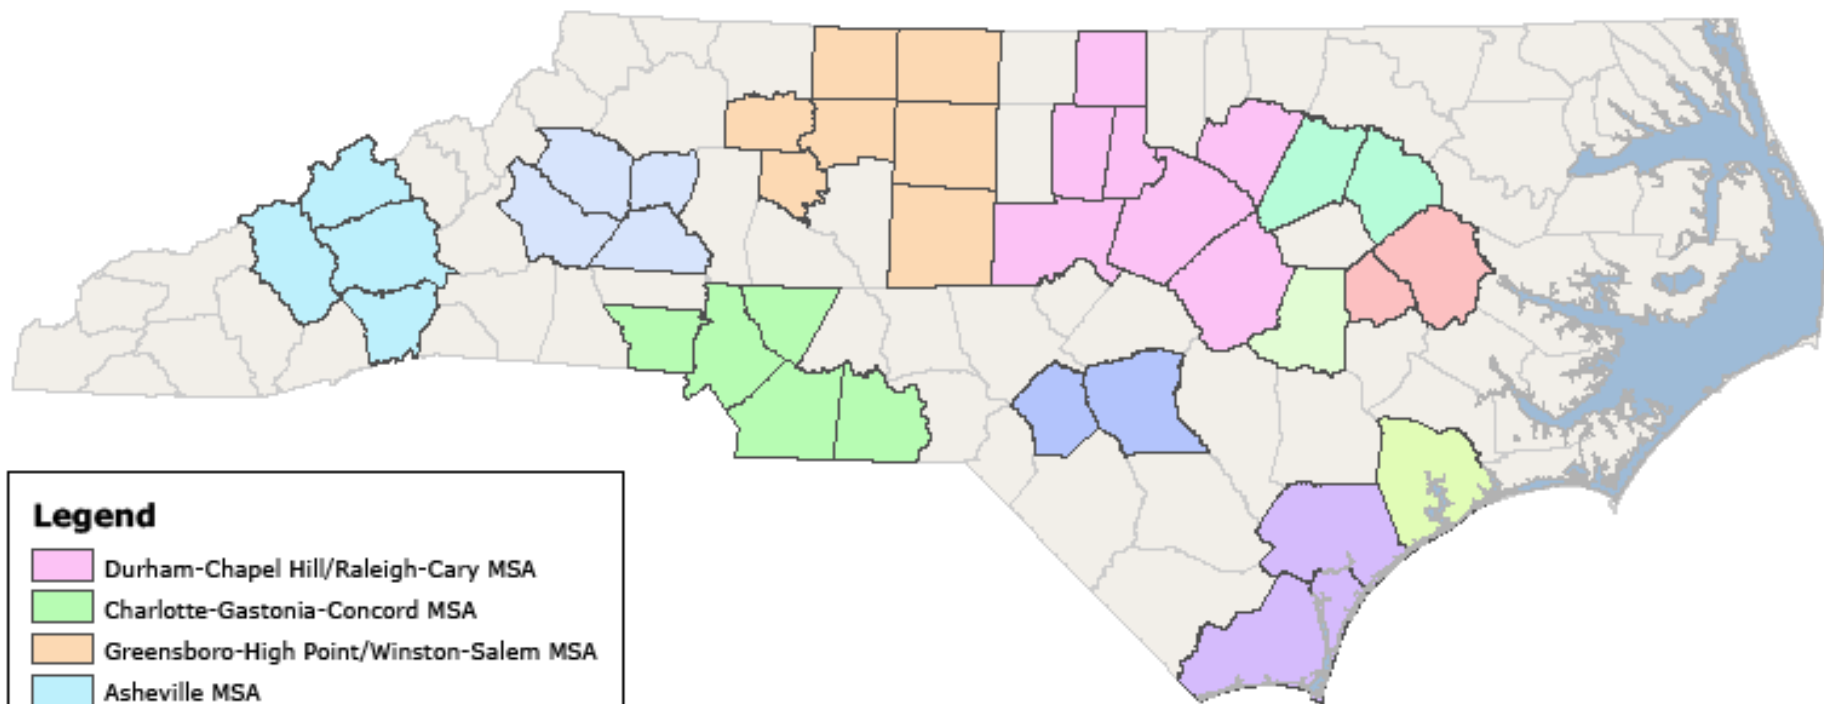 Legend
Durham-Chapel Hill/Raleigh-Cary MSA
Charlotte-Gastonia-Concord MSA
Greensboro-High Point/Winston-Salem MSA
Asheville MSA